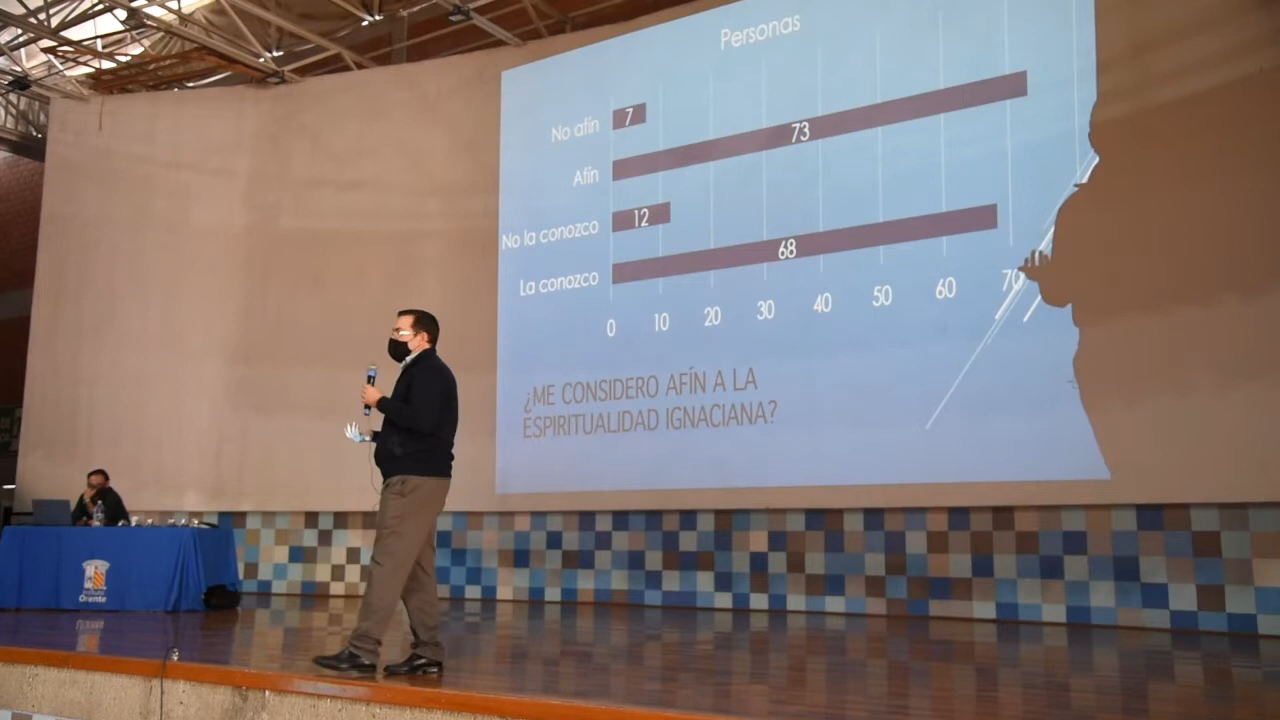 Personas
No afín 7
Afín 73
No la conozco 12
La conozco 68
0 10 20 30 40 50 60 70
¿ME CONSIDERO AFÍN A LA
ESPIRITUALIDAD IGNACIANA?
Instituto
Oriente